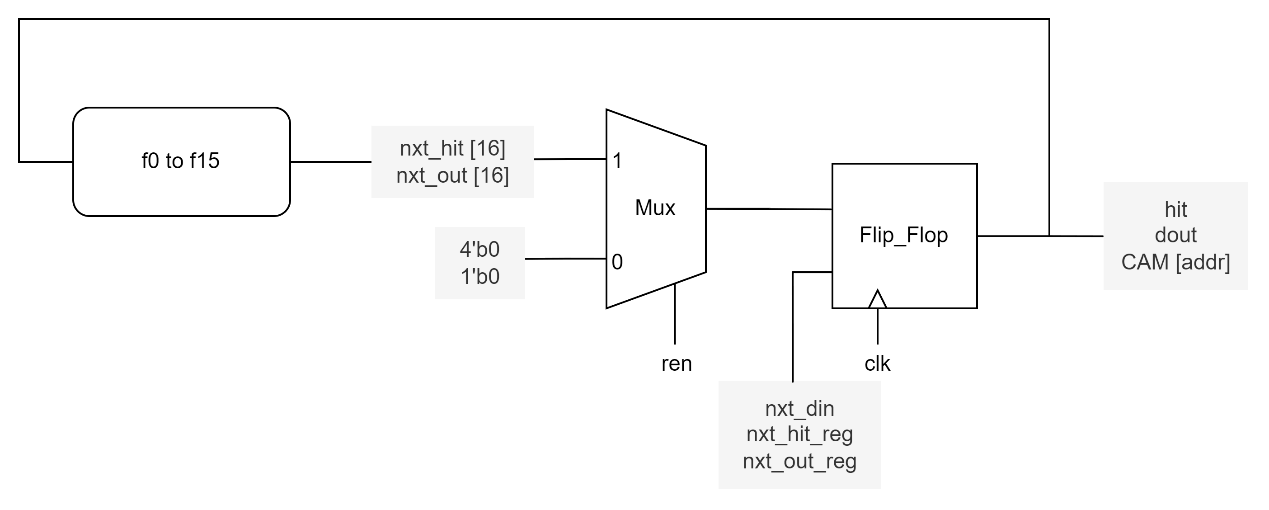 f0 to f15
nxt_hit [16]
nxt_out [16]
4'b0
1'b0
1
0
Mux
ren
Flip_Flop
clk
nxt_din
nxt_hit_reg
nxt_out_reg
hit
dout
CAM [addr]